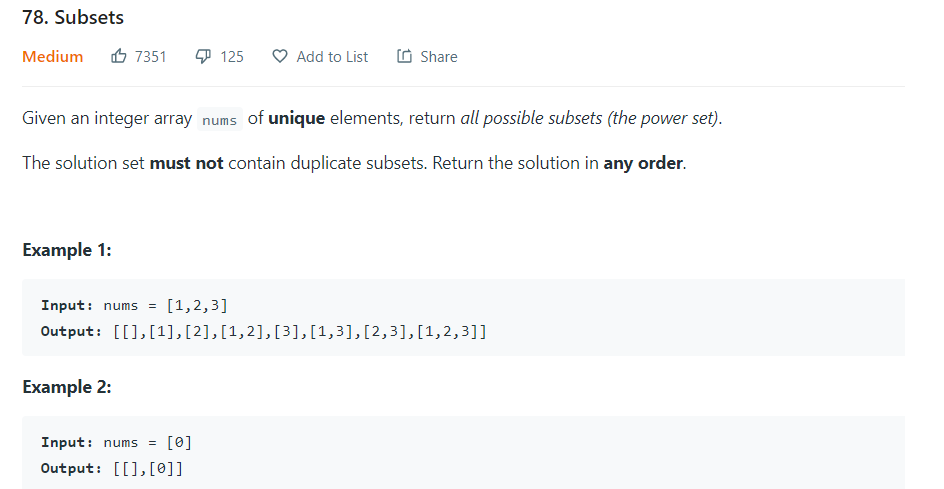 78. Subsets
Medium 7351 125 Add to List Share
Given an integer array nums of unique elements, return all possible subsets (the power set).
The solution set must not contain duplicate subsets. Return the solution in any order.
Example 1:
Input: nums = [1,2,3]
Output: [[],[1],[2],[1,2],[3],[1,3],[2,3],[1,2,3]]
Example 2:
Input: nums = [0]
Output: [[],[0]]